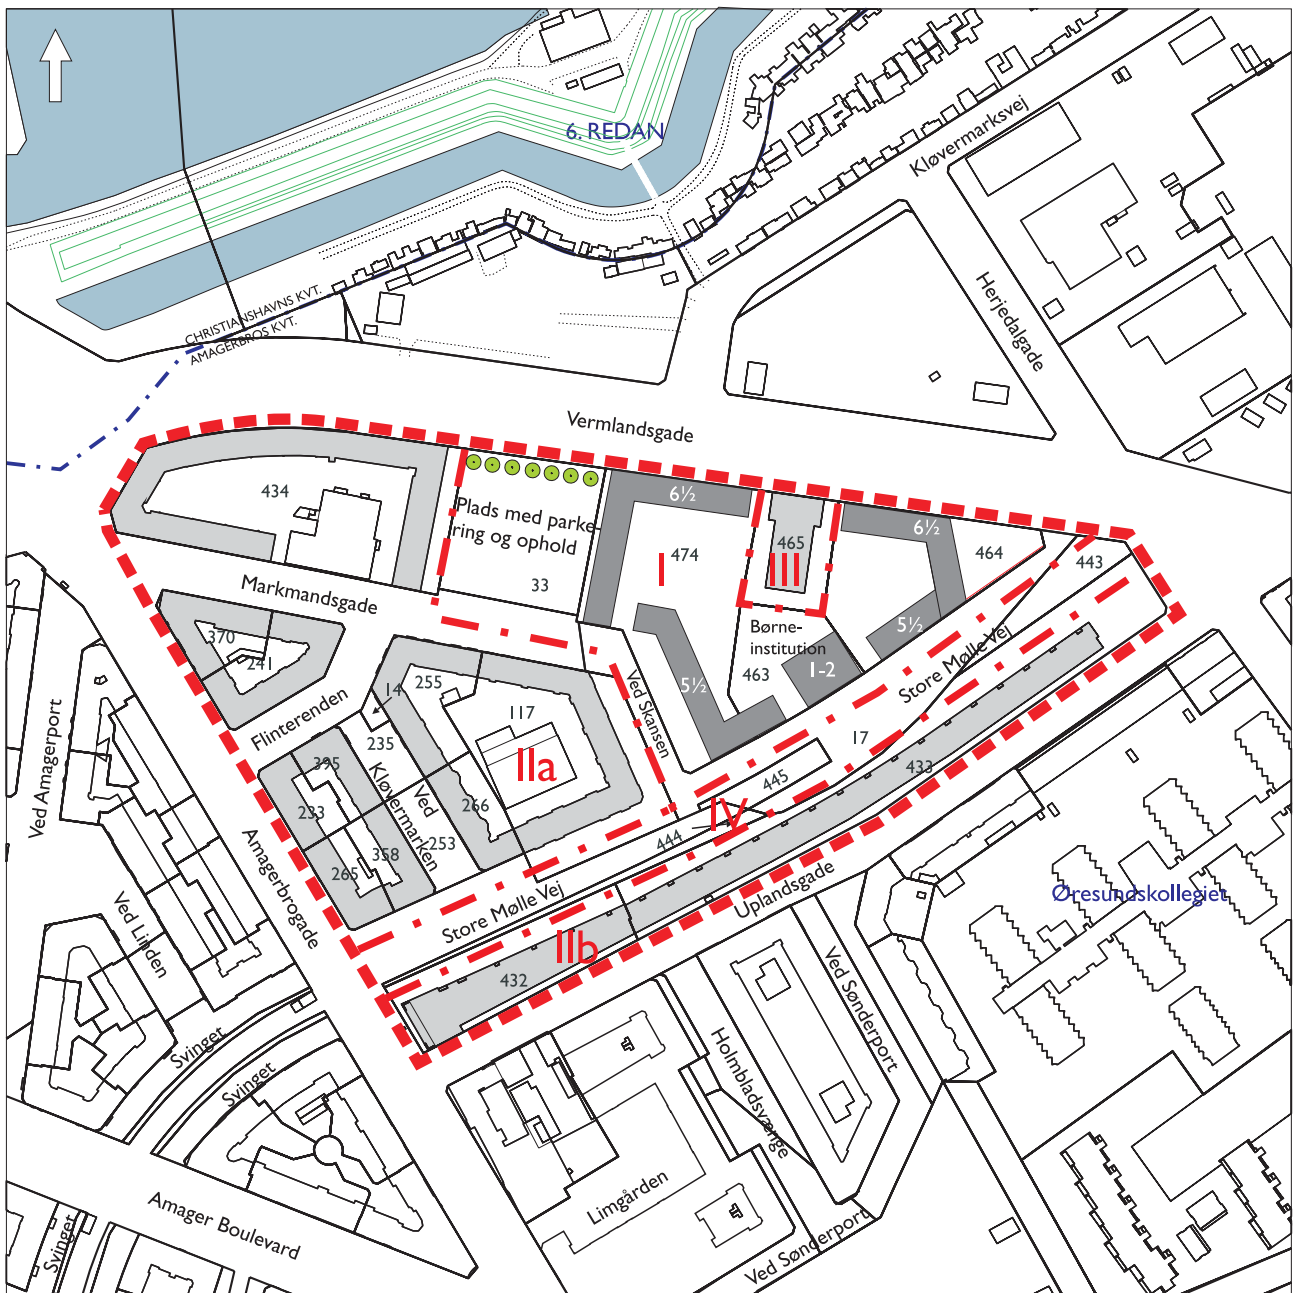 6. REDAN
Kløvermarksvej
CHRISTIANSHAVNS KVT.
AMAGERBROS KVT.
Herjedalgade
Vermlandsgade
434
Plads med parke-
ring og ophold
33
6½
474
I
465
III
6½
464
443
Markmandsgade
370
241
Børne-
institution
463
1-2
5½
5½
Store Mølle Vej
Ved Skansen
Flinterenden
14
255
117
235
IIa
17
433
445
IV
444
395
233
Kløvermarken
Ved
266
253
358
265
Ved Amagerport
Amagerbrogade
Ved Linden
Store Mølle Vej
Uplandsgade
Øresundskollegiet
IIb
432
Ved Sønderport
Holmbladsvænge
Svinget
Svinget
Limgården
Amager Boulevard
Svinget
Ved Sønderport